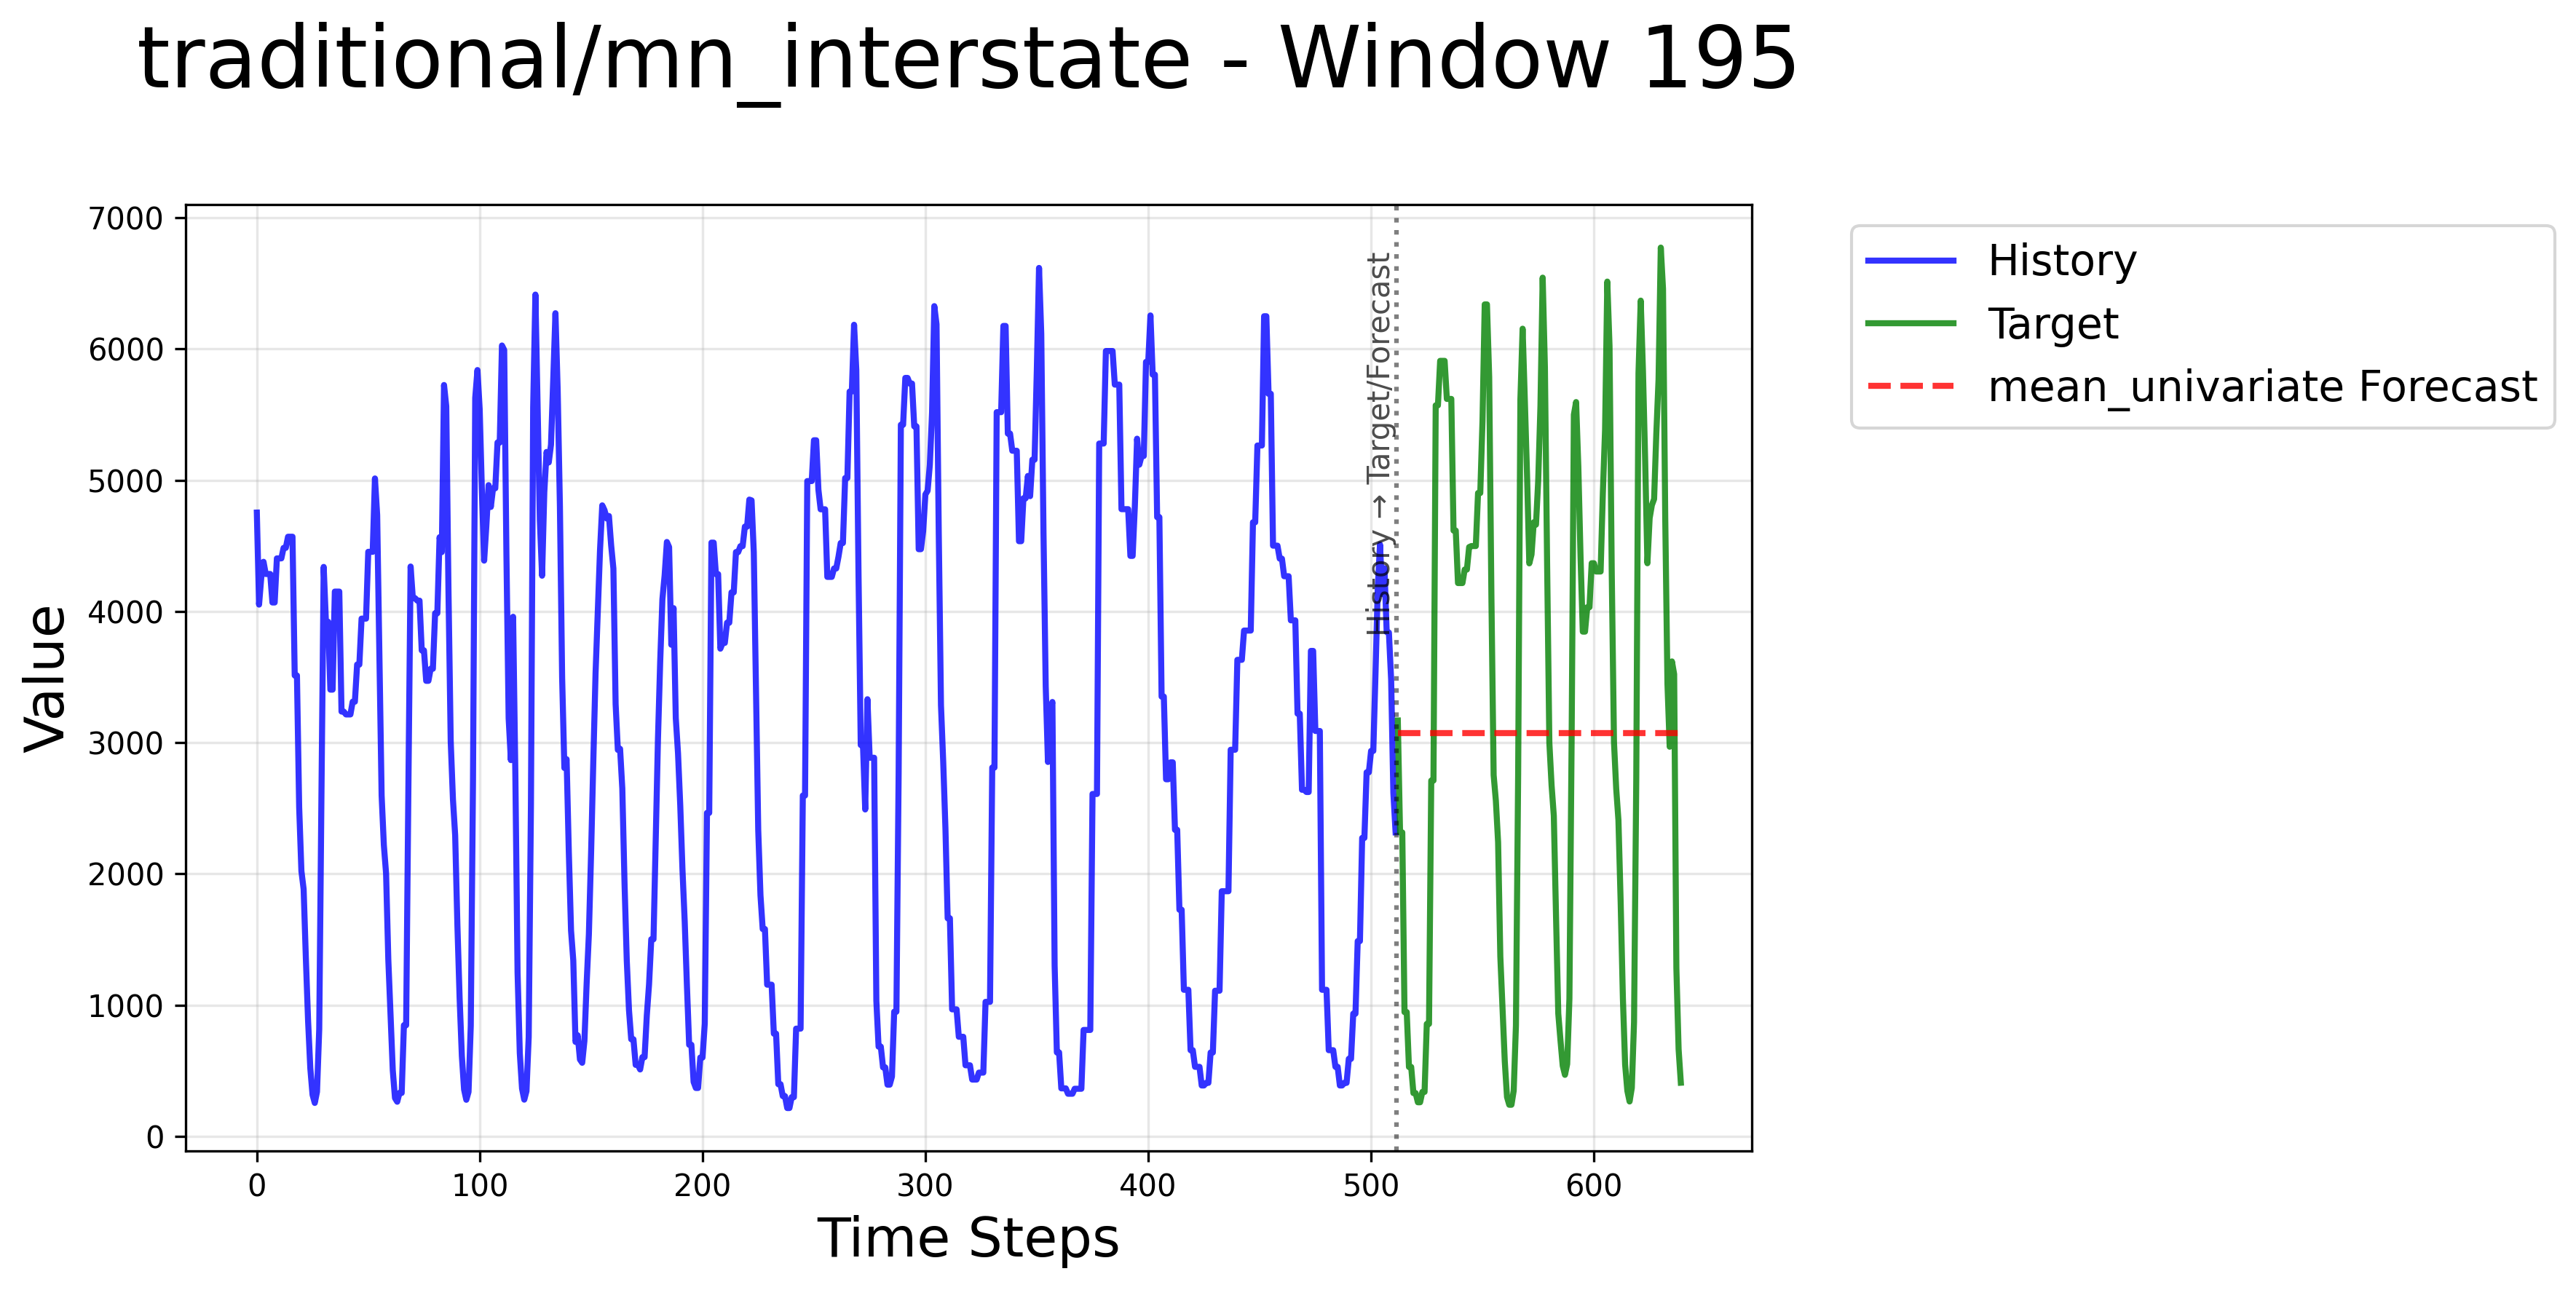 traditional/mn_interstate - Window 195
Value
7000
6000
5000
4000
3000
2000
1000
0
History → Target/Forecast
0
100
200
300
400
500
600
Time Steps
History
Target
mean_univariate Forecast